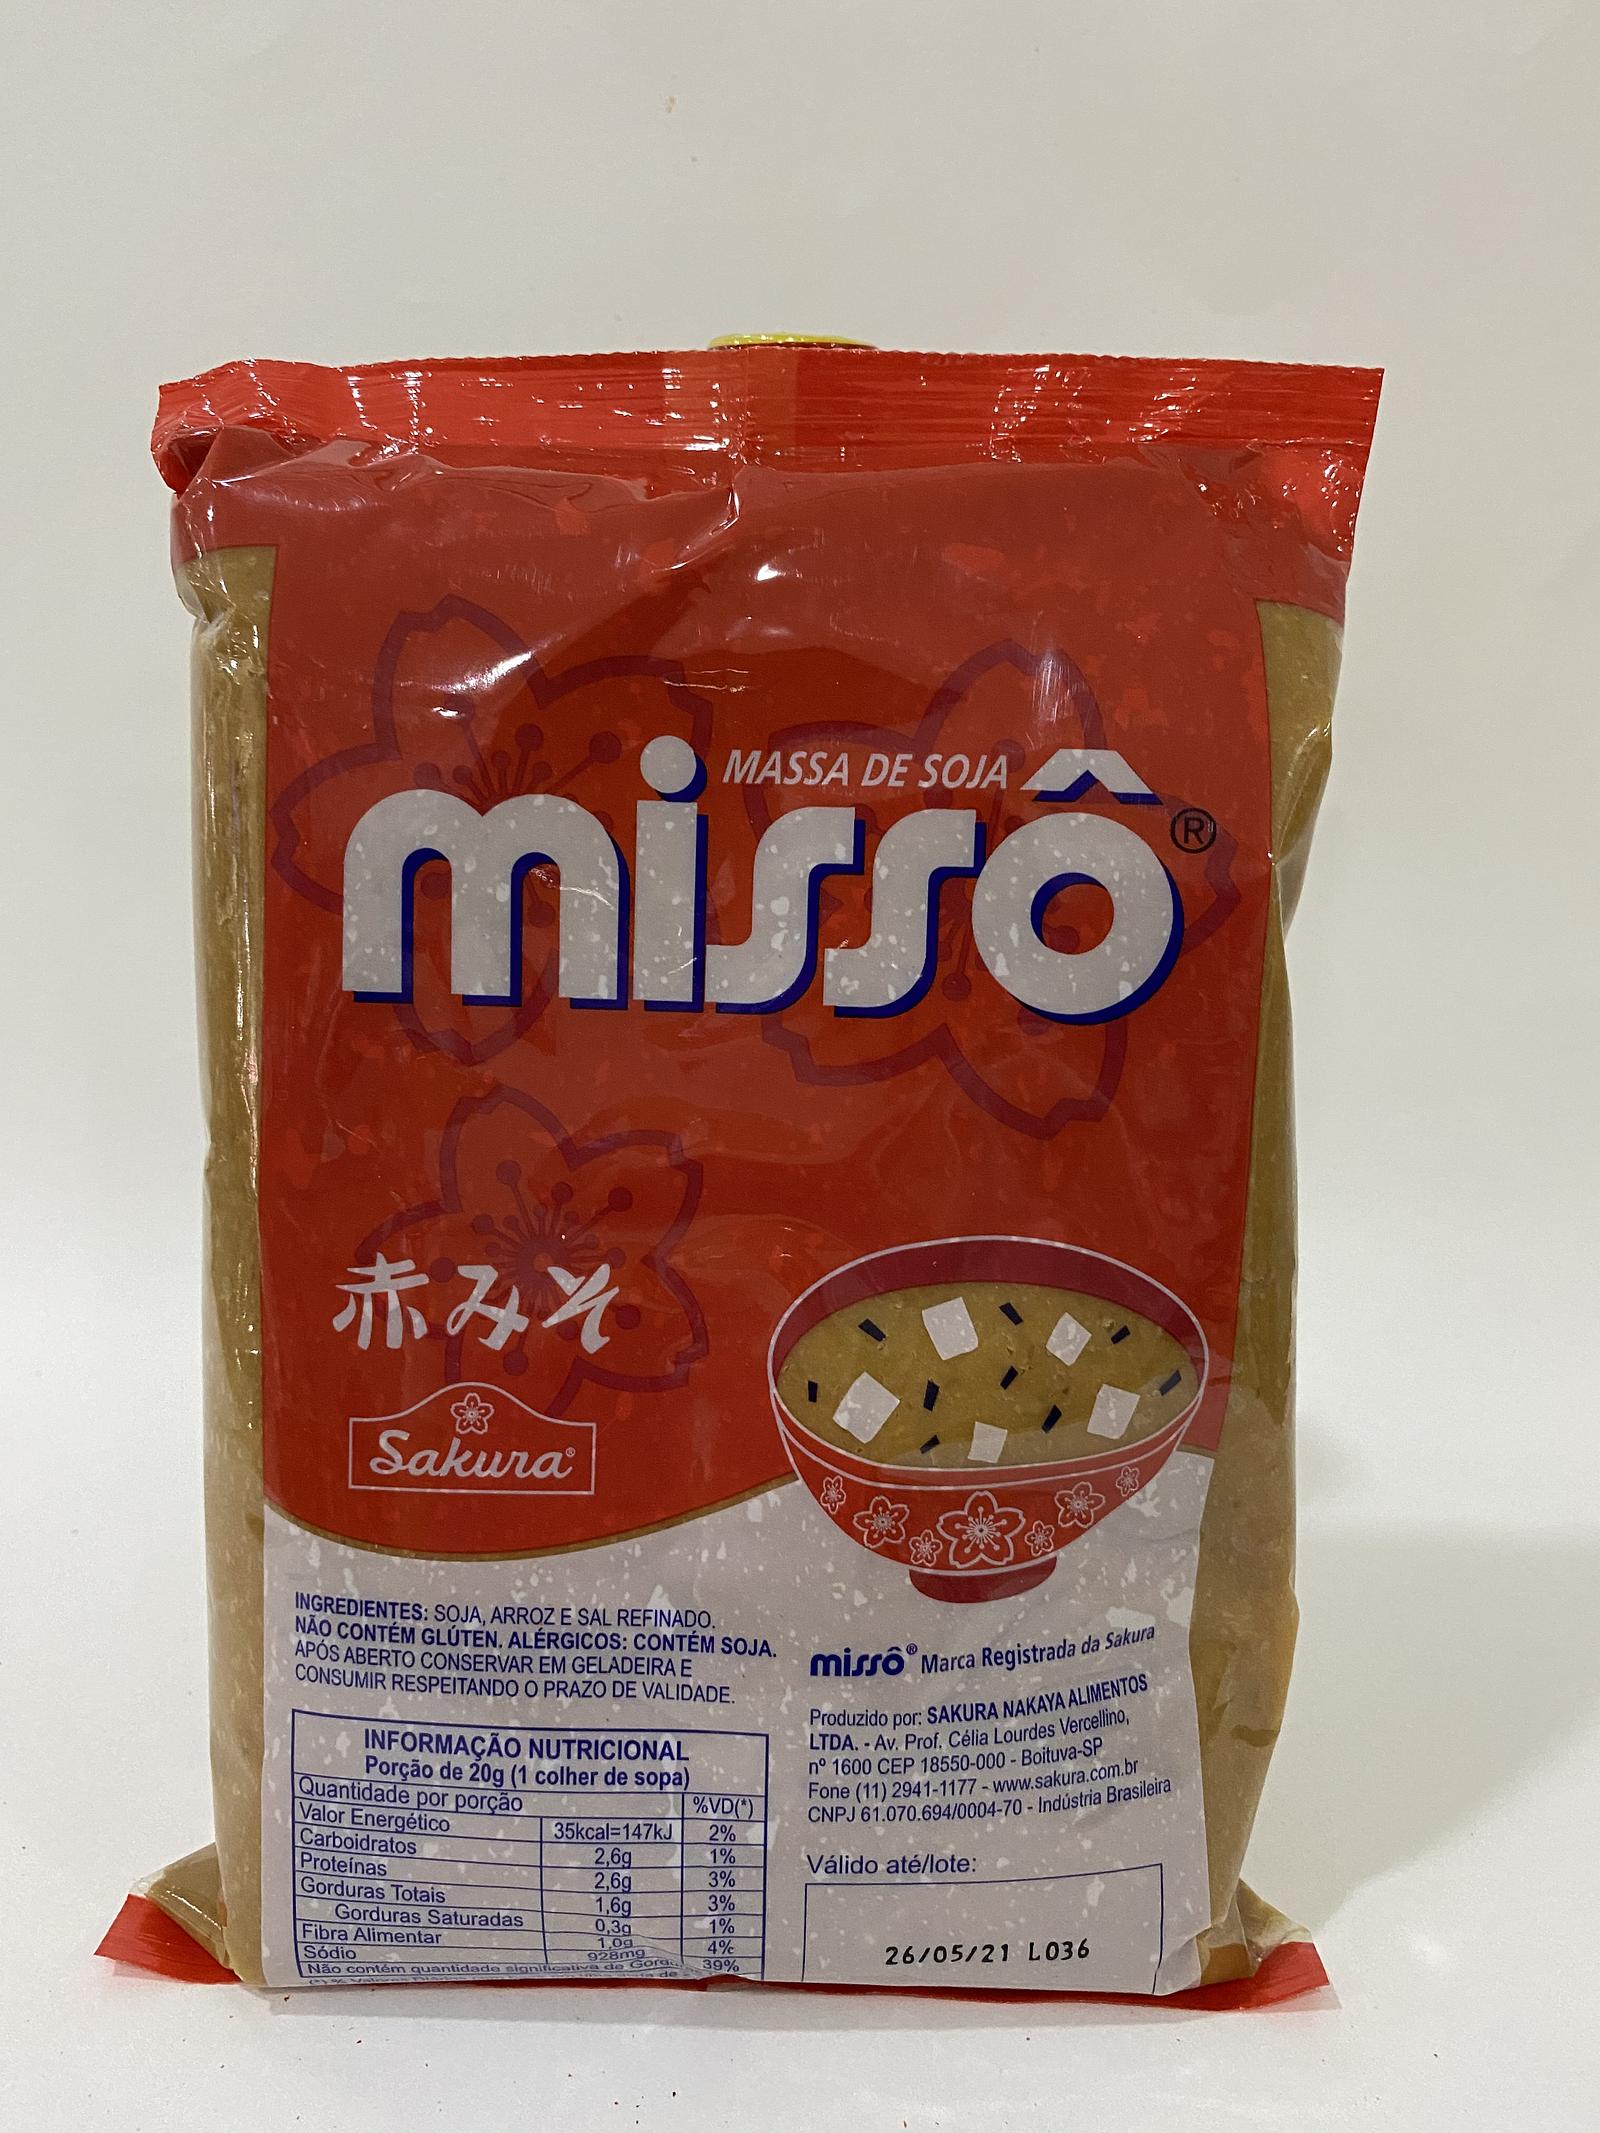 MASSA DE SOJA
missô®
赤みそ
Sakura®
INGREDIENTES: SOJA, ARROZ E SAL REFINADO.
NÃO CONTÉM GLÚTEN. ALÉRGICOS: CONTÉM SOJA.
APÓS ABERTO CONSERVAR EM GELADEIRA E
CONSUMIR RESPEITANDO O PRAZO DE VALIDADE.
INFORMAÇÃO NUTRICIONAL
Porção de 20g (1 colher de sopa)
Quantidade por porção %VD(*)
Valor Energético 35kcal=147kJ 2%
Carboidratos 2,6g 1%
Proteínas 2,6g 3%
Gorduras Totais 1,6g 3%
Gorduras Saturadas 0,3g 1%
Fibra Alimentar 1,0g 4%
Sódio 928mg 39%
Não contém quantidade significativa de
missô® Marca Registrada da Sakura
Produzido por: SAKURA NAKAYA ALIMENTOS
LTDA. - Av. Prof. Célia Lourdes Vercellino,
nº 1600 CEP 18550-000 - Boituva-SP
Fone (11) 2941-1177 - www.sakura.com.br
CNPJ 61.070.694/0004-70 - Indústria Brasileira
Válido até/lote:
26/05/21 L036